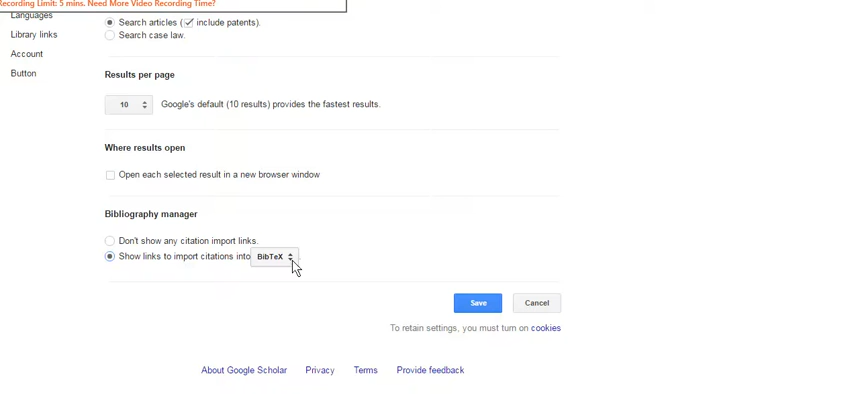 Recording Limit: 5 mins. Need More Video Recording Time?
Languages
Search articles (include patents).
Library links
Search case law.
Account
Button
Results per page
10
Google's default (10 results) provides the fastest results.
Where results open
Open each selected result in a new browser window
Bibliography manager
Don't show any citation import links.
Show links to import citations into BibTeX .
Save
Cancel
To retain settings, you must turn on cookies
About Google Scholar
Privacy
Terms
Provide feedback